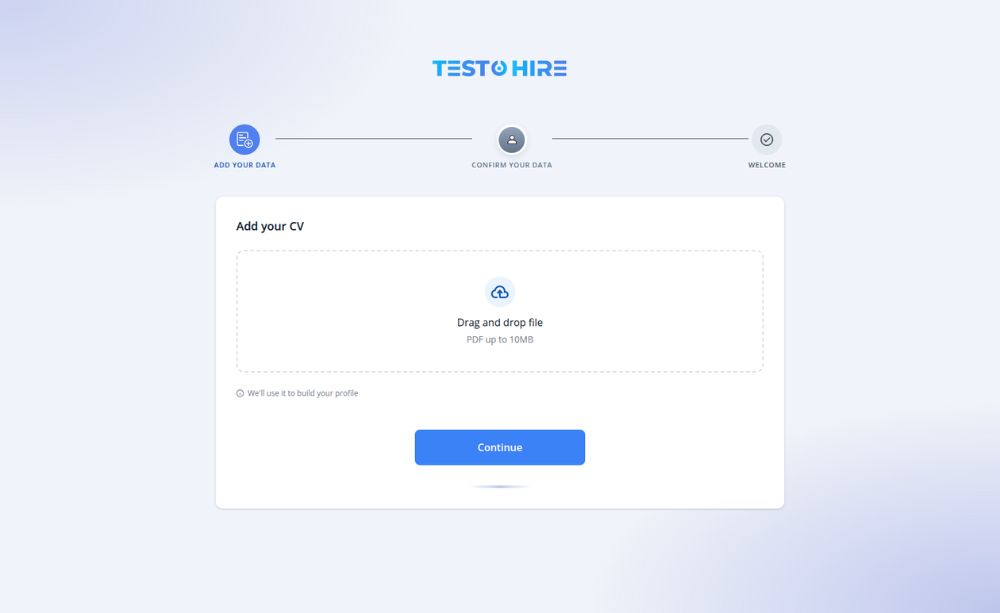 TESTOHIRE
ADD YOUR DATA
CONFIRM YOUR DATA
WELCOME
Add your CV
Drag and drop file
PDF up to 10MB
We'll use it to build your profile
Continue